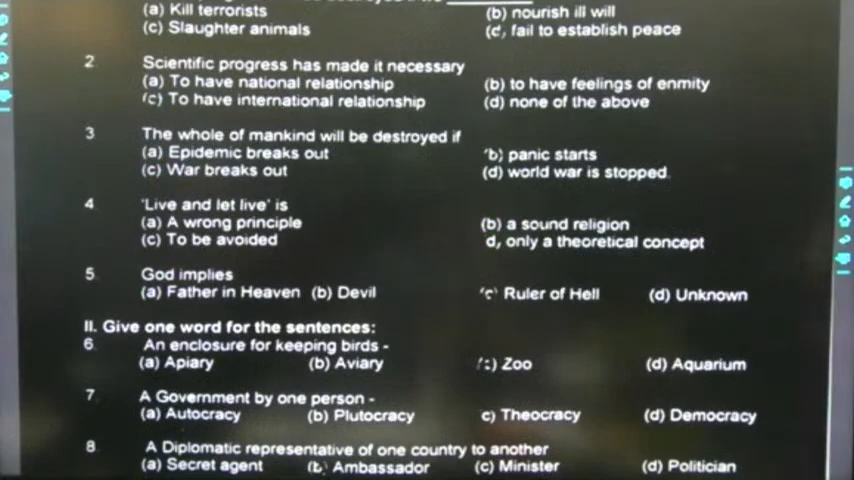 (a) Kill terrorists (b) nourish ill will
(c) Slaughter animals (d, fail to establish peace
2 Scientific progress has made it necessary
(a) To have national relationship (b) to have feelings of enmity
(c) To have international relationship (d) none of the above
3 The whole of mankind will be destroyed if
(a) Epidemic breaks out (b) panic starts
(c) War breaks out (d) world war is stopped.
4 'Live and let live' is
(a) A wrong principle (b) a sound religion
(c) To be avoided d, only a theoretical concept
5 God implies
(a) Father in Heaven (b) Devil (c) Ruler of Hell (d) Unknown
II. Give one word for the sentences:
6. An enclosure for keeping birds -
(a) Apiary (b) Aviary (c) Zoo (d) Aquarium
7 A Government by one person -
(a) Autocracy (b) Plutocracy c) Theocracy (d) Democracy
8. A Diplomatic representative of one country to another
(a) Secret agent (b) Ambassador (c) Minister (d) Politician